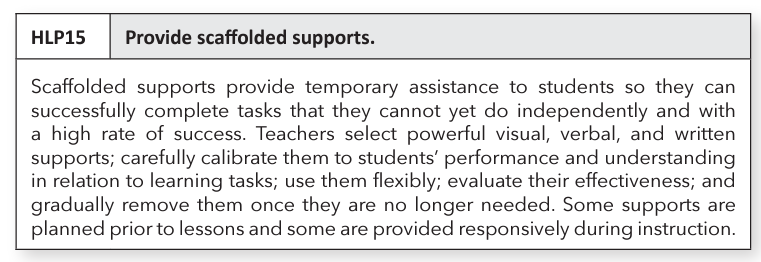 HLP15 Provide scaffolded supports.
Scaffolded supports provide temporary assistance to students so they can
successfully complete tasks that they cannot yet do independently and with
a high rate of success. Teachers select powerful visual, verbal, and written
supports; carefully calibrate them to students’ performance and understanding
in relation to learning tasks; use them flexibly; evaluate their effectiveness; and
gradually remove them once they are no longer needed. Some supports are
planned prior to lessons and some are provided responsively during instruction.